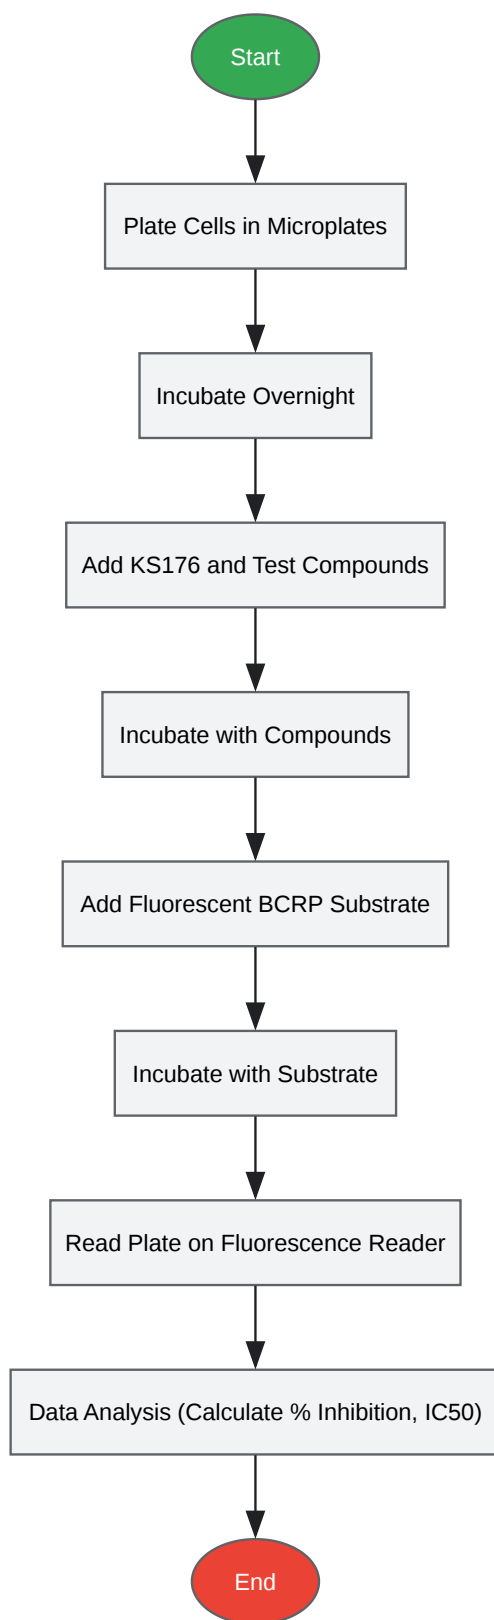 Start
Plate Cells in Microplates
Incubate Overnight
Add KS176 and Test Compounds
Incubate with Compounds
Add Fluorescent BCRP Substrate
Incubate with Substrate
Read Plate on Fluorescence Reader
Data Analysis (Calculate % Inhibition, IC50)
End